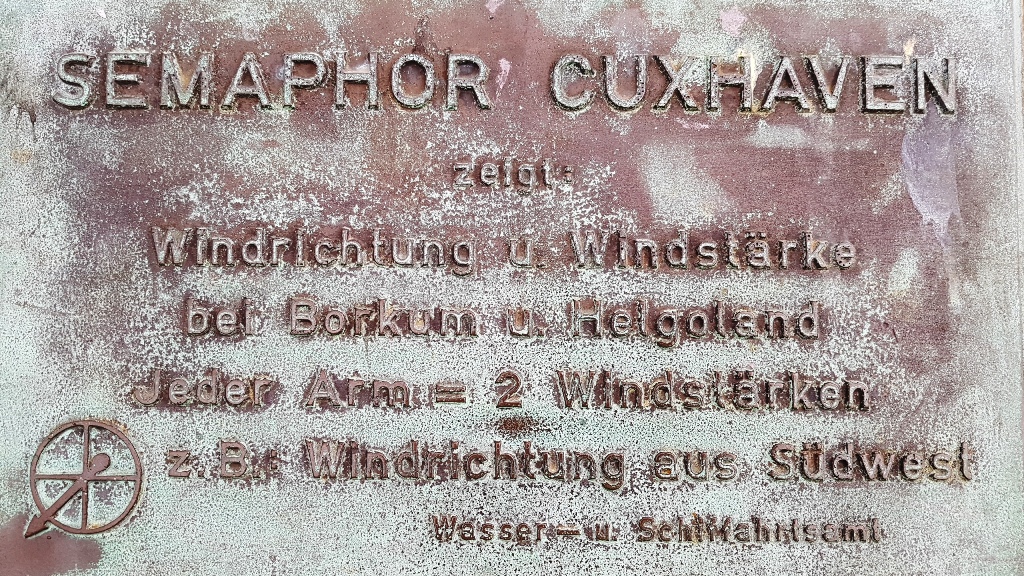 SEMAPHOR CUXHAVEN
zeigt:
Windrichtung u. Windstärke
bei Borkum u. Helgoland
Jeder Arm = 2 Windstärken
z. B.: Windrichtung aus Südwest
Wasser- u. Schiffahrtsamt